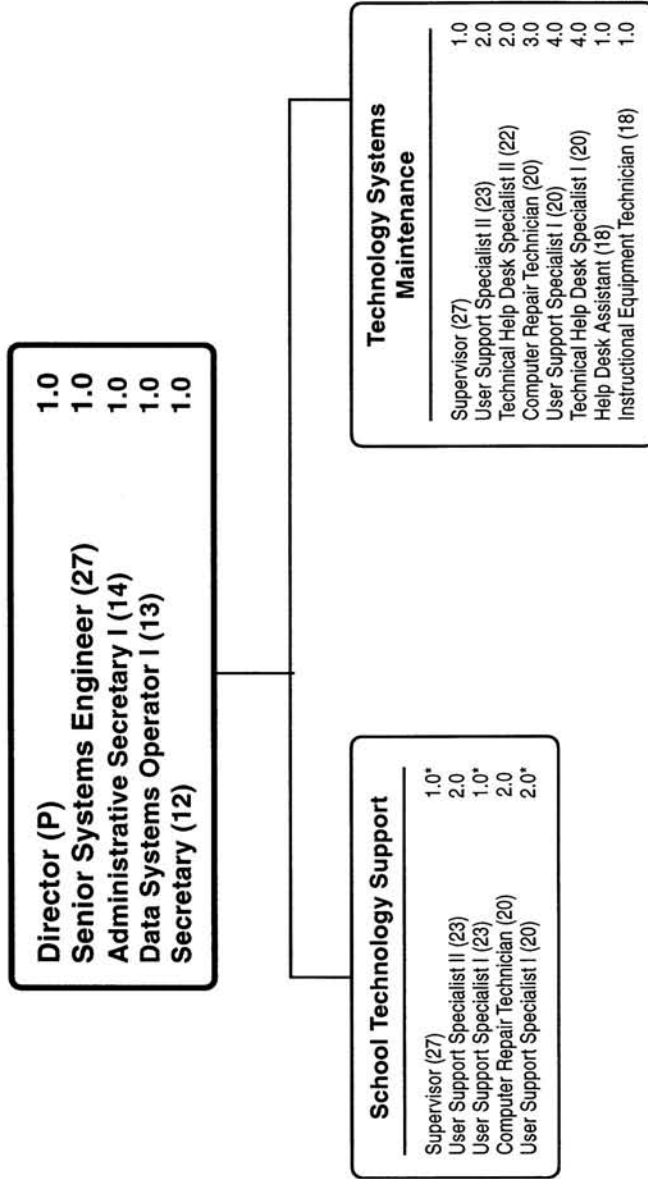 Director (P) 1.0
Senior Systems Engineer (27) 1.0
Administrative Secretary I (14) 1.0
Data Systems Operator I (13) 1.0
Secretary (12) 1.0
School Technology Support
Supervisor (27) 1.0*
User Support Specialist II (23) 2.0
User Support Specialist I (23) 1.0*
Computer Repair Technician (20) 2.0
User Support Specialist I (20) 2.0*
Technology Systems
Maintenance
Supervisor (27) 1.0
User Support Specialist II (23) 2.0
Technical Help Desk Specialist II (22) 2.0
Computer Repair Technician (20) 3.0
User Support Specialist I (20) 4.0
Technical Help Desk Specialist I (20) 4.0
Help Desk Assistant (18) 1.0
Instructional Equipment Technician (18) 1.0